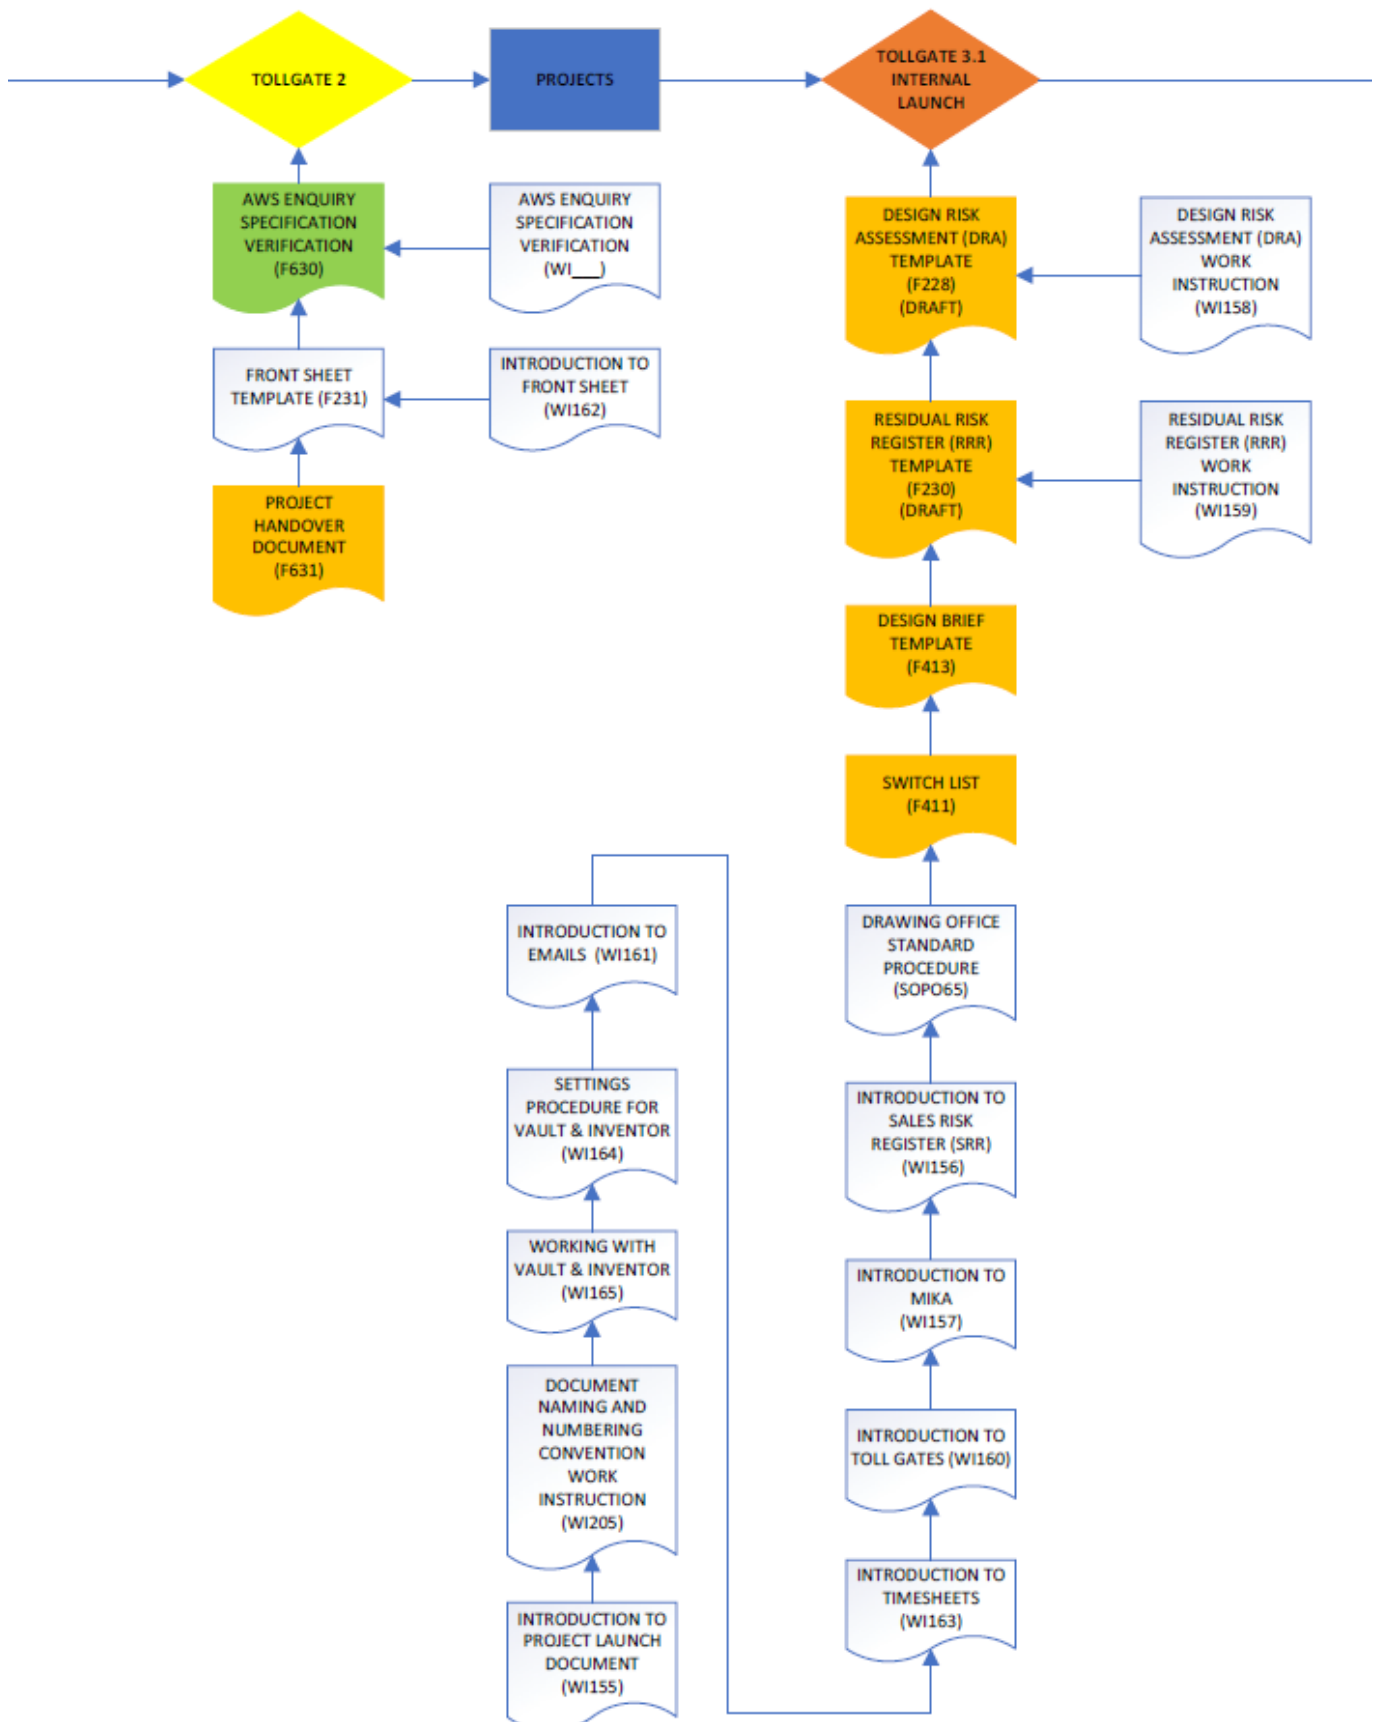 TOLLGATE 2
PROJECTS
TOLLGATE 3.1
INTERNAL
LAUNCH
AWS ENQUIRY
SPECIFICATION
VERIFICATION
(F630)
AWS ENQUIRY
SPECIFICATION
VERIFICATION
(WI___)
FRONT SHEET
TEMPLATE (F231)
INTRODUCTION TO
FRONT SHEET
(WI162)
PROJECT
HANDOVER
DOCUMENT
(F631)
DESIGN RISK
ASSESSMENT (DRA)
TEMPLATE
(F228)
(DRAFT)
DESIGN RISK
ASSESSMENT (DRA)
WORK
INSTRUCTION
(WI158)
RESIDUAL RISK
REGISTER (RRR)
TEMPLATE
(F230)
(DRAFT)
RESIDUAL RISK
REGISTER (RRR)
WORK
INSTRUCTION
(WI159)
DESIGN BRIEF
TEMPLATE
(F413)
SWITCH LIST
(F411)
INTRODUCTION TO
EMAILS (WI161)
SETTINGS
PROCEDURE FOR
VAULT & INVENTOR
(WI164)
WORKING WITH
VAULT & INVENTOR
(WI165)
DOCUMENT
NAMING AND
NUMBERING
CONVENTION
WORK
INSTRUCTION
(WI205)
INTRODUCTION TO
PROJECT LAUNCH
DOCUMENT
(WI155)
DRAWING OFFICE
STANDARD
PROCEDURE
(SOPO65)
INTRODUCTION TO
SALES RISK
REGISTER (SRR)
(WI156)
INTRODUCTION TO
MIKA
(WI157)
INTRODUCTION TO
TOLL GATES (WI160)
INTRODUCTION TO
TIMESHEETS
(WI163)